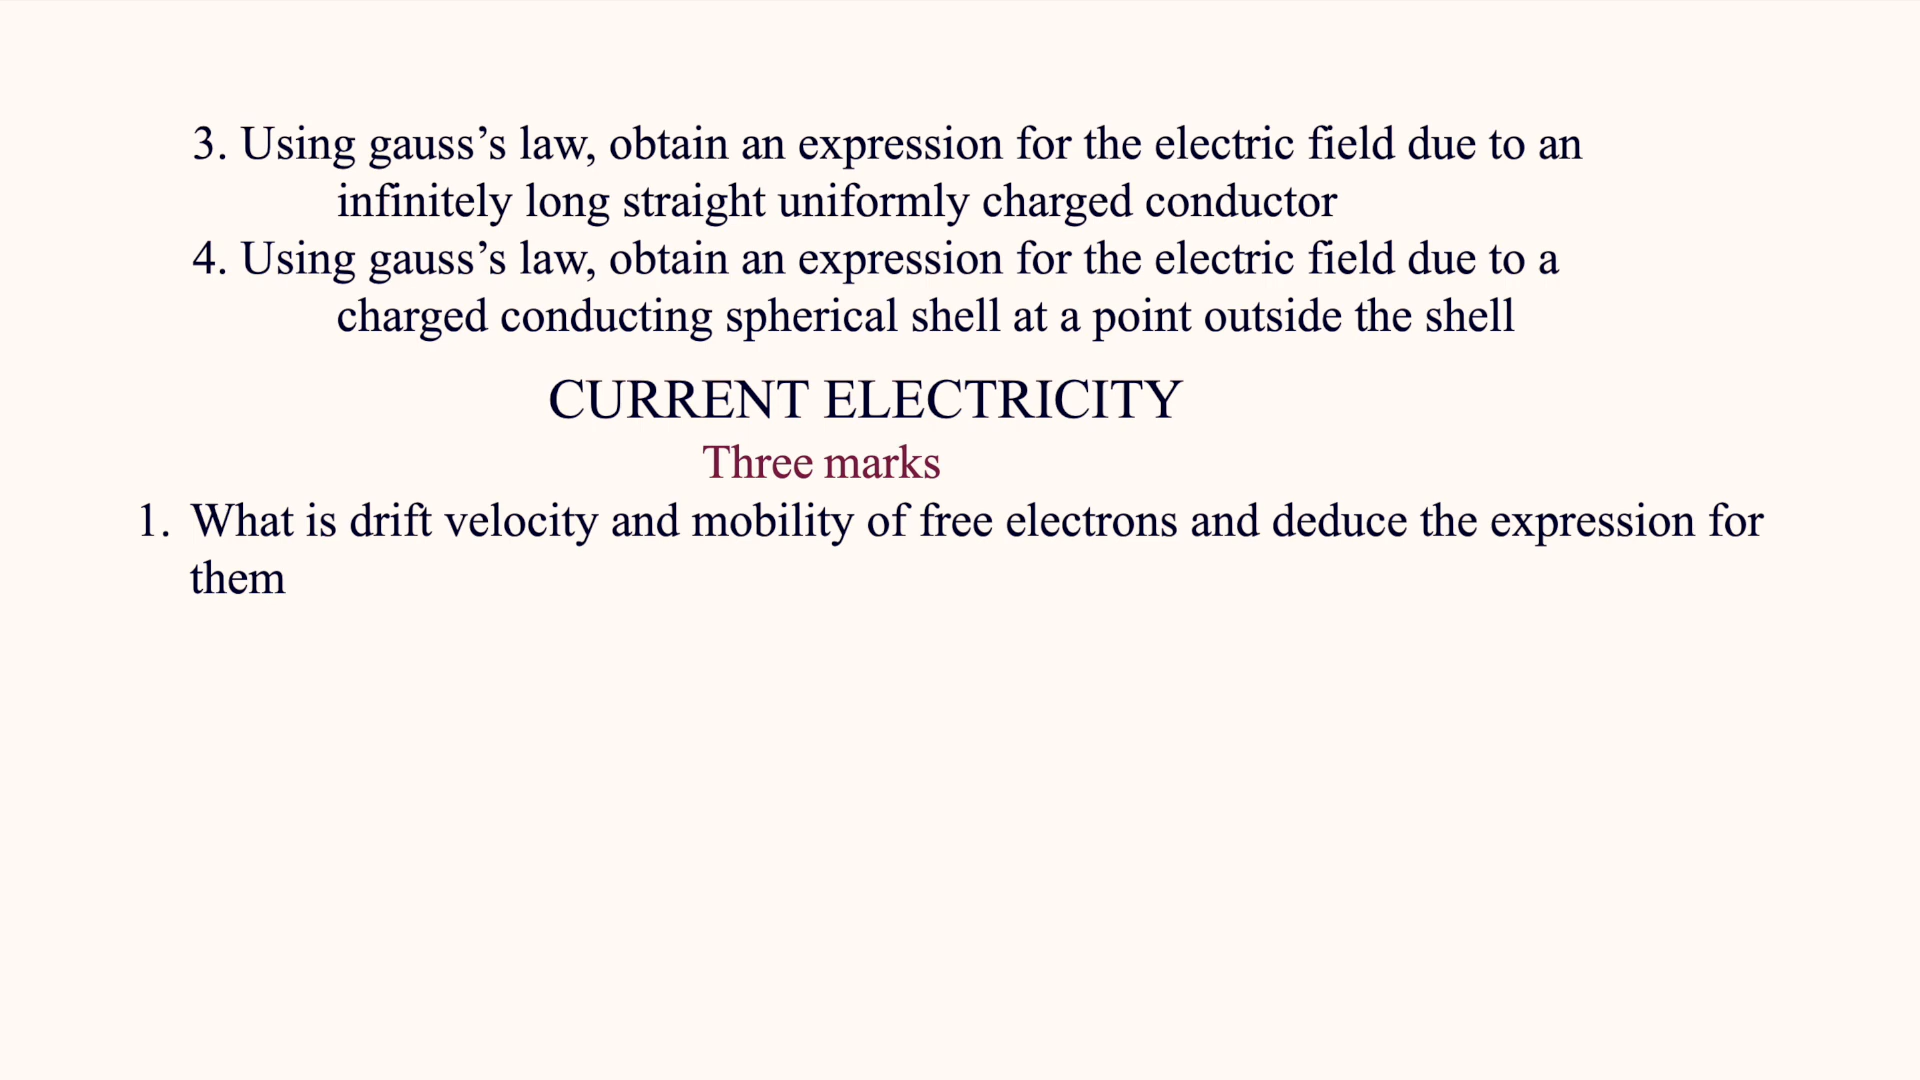 3. Using gauss’s law, obtain an expression for the electric field due to an
infinitely long straight uniformly charged conductor
4. Using gauss’s law, obtain an expression for the electric field due to a
charged conducting spherical shell at a point outside the shell
CURRENT ELECTRICITY
Three marks
1. What is drift velocity and mobility of free electrons and deduce the expression for
them